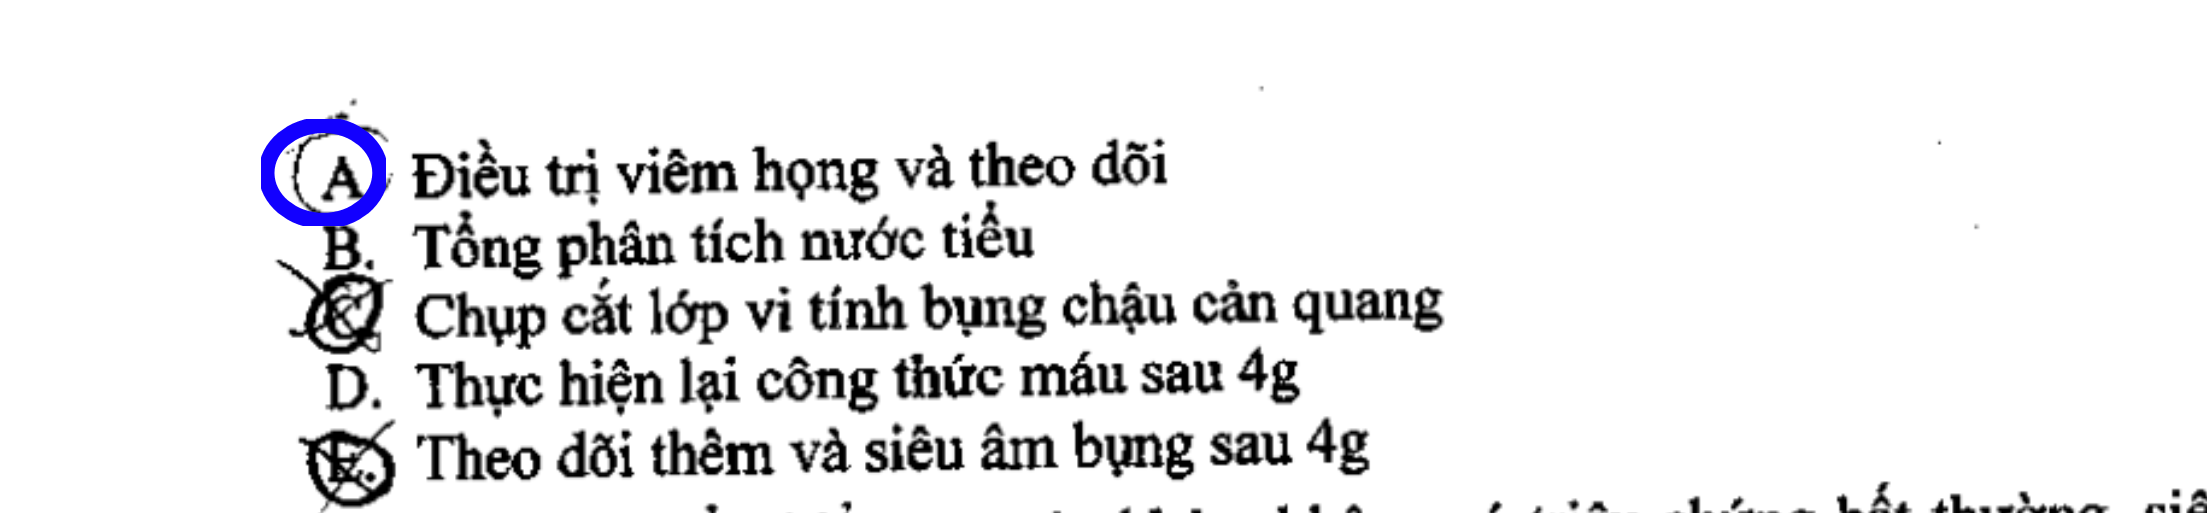 A Điều trị viêm họng và theo dõi
B. Tổng phân tích nước tiểu
C Chụp cắt lớp vi tính bụng chậu cản quang
D. Thực hiện lại công thức máu sau 4g
E. Theo dõi thêm và siêu âm bụng sau 4g